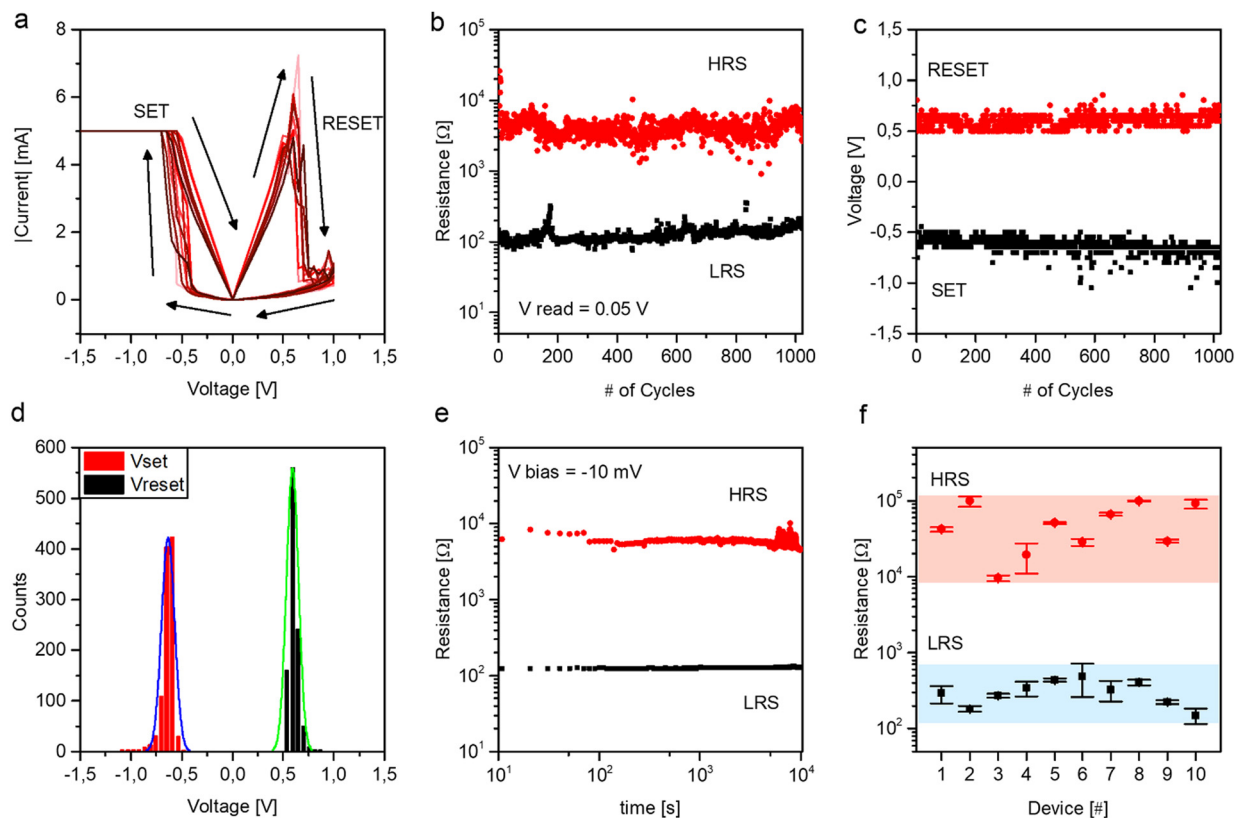 a
8
6
4
2
0
|Current| [mA]
SET
RESET
-1,5 -1,0 -0,5 0,0 0,5 1,0 1,5
Voltage [V]
b
10^5
10^4
10^3
10^2
10^1
Resistance [Ω]
HRS
LRS
V read = 0.05 V
0 200 400 600 800 1000
# of Cycles
c
1,5
1,0
0,5
0,0
-0,5
-1,0
-1,5
Voltage [V]
RESET
SET
0 200 400 600 800 1000
# of Cycles
d
600
500
400
300
200
100
0
Counts
Vset
Vreset
-1,5 -1,0 -0,5 0,0 0,5 1,0 1,5
Voltage [V]
e
10^5
10^4
10^3
10^2
10^1
Resistance [Ω]
V bias = -10 mV
HRS
LRS
10^1 10^2 10^3 10^4
time [s]
f
10^5
10^4
10^3
10^2
Resistance [Ω]
HRS
LRS
1 2 3 4 5 6 7 8 9 10
Device [#]